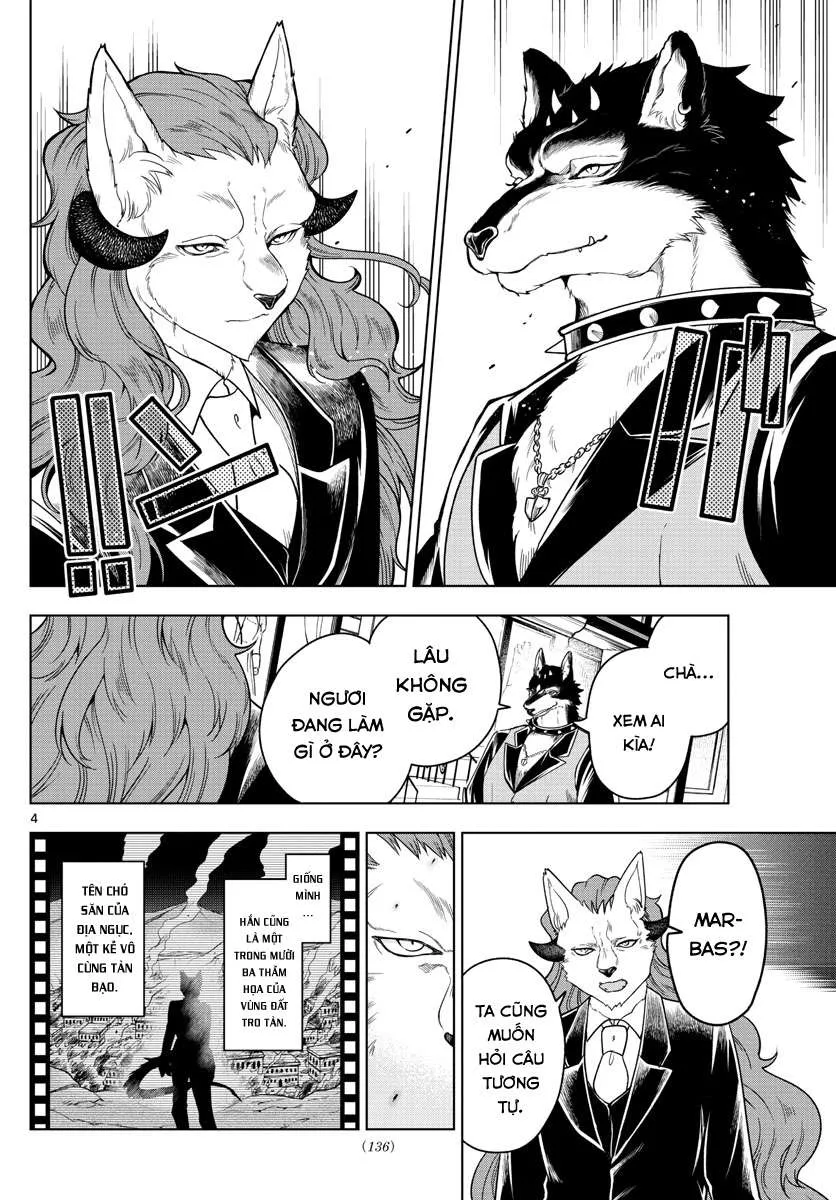 CHÀ...
XEM AI
KÌA!
LÂU
KHÔNG
GẶP.
NGƯƠI
ĐANG LÀM
GÌ Ở ĐÂY?
4
MAR-
BAS?!
TA CŨNG
MUỐN
HỎI CÂU
TƯƠNG
TỰ.
GIỐNG
MÌNH
...
HẮN CŨNG
LÀ MỘT
TRONG MƯỜI
BA THẢM
HỌA CỦA
VÙNG ĐẤT
TRO TÀN.
TÊN CHÓ
SĂN CỦA
ĐỊA NGỤC,
MỘT KẺ VÔ
CÙNG TÀN
BẠO.
(136)